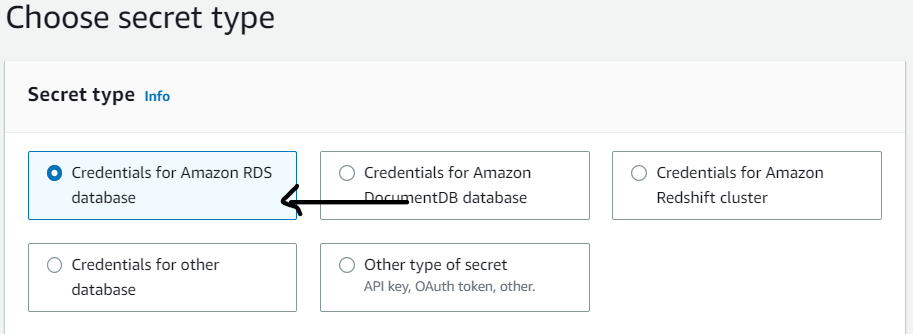 Choose secret type
Secret type Info
Credentials for Amazon RDS
database
Credentials for Amazon
DocumentDB database
Credentials for Amazon
Redshift cluster
Credentials for other
database
Other type of secret
API key, OAuth token, other.